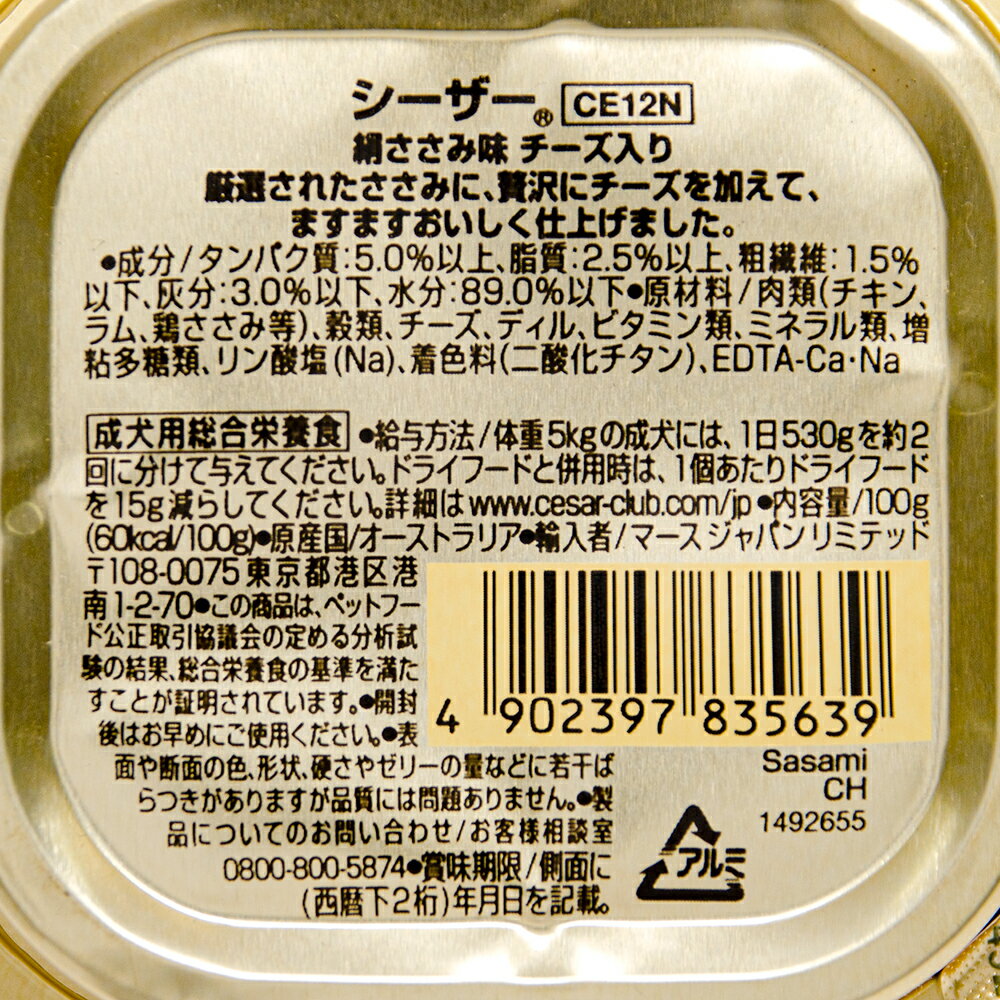 シーザー® CE12N
絹ささみ味 チーズ入り
厳選されたささみに、贅沢にチーズを加えて、
ますますおいしく仕上げました。
●成分/タンパク質:5.0%以上、脂質:2.5%以上、粗繊維:1.5%
以下、灰分:3.0%以下、水分:89.0%以下●原材料/肉類(チキン、
ラム、鶏ささみ等)、穀類、チーズ、ディル、ビタミン類、ミネラル類、増
粘多糖類、リン酸塩(Na)、着色料(二酸化チタン)、EDTA-Ca・Na
成犬用総合栄養食 ●給与方法/体重5kgの成犬には、1日530gを約2
回に分けて与えてください。ドライフードと併用時は、1個あたりドライフード
を15g減らしてください。詳細はwww.cesar-club.com/jp●内容量/100g
(60kcal/100g)●原産国/オーストラリア●輸入者/マース ジャパン リミテッド
〒108-0075 東京都港区港
南1-2-70●この商品は、ペットフー
ド公正取引協議会の定める分析試
験の結果、総合栄養食の基準を満た
すことが証明されています。●開封
後はお早めにご使用ください。●表
面や断面の色、形状、硬さやゼリーの量などに若干ば
らつきがありますが品質には問題ありません。●製
品についてのお問い合わせ/お客様相談室
0800-800-5874●賞味期限/側面に
(西暦下2桁)年月日を記載。
4 902397 835639
Sasami
CH
1492655
アルミ